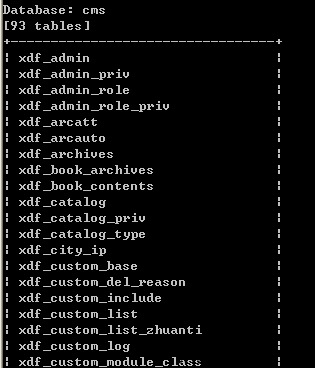 Database: cms
[93 tables]
+---------------------------------+
¦ xdf_admin ¦
¦ xdf_admin_priv ¦
¦ xdf_admin_role ¦
¦ xdf_admin_role_priv ¦
¦ xdf_arcatt ¦
¦ xdf_arcauto ¦
¦ xdf_archives ¦
¦ xdf_book_archives ¦
¦ xdf_book_contents ¦
¦ xdf_catalog ¦
¦ xdf_catalog_priv ¦
¦ xdf_catalog_type ¦
¦ xdf_city_ip ¦
¦ xdf_custom_base ¦
¦ xdf_custom_del_reason ¦
¦ xdf_custom_include ¦
¦ xdf_custom_list ¦
¦ xdf_custom_list_zhuanti ¦
¦ xdf_custom_log ¦
¦ xdf_custom_module_class ¦